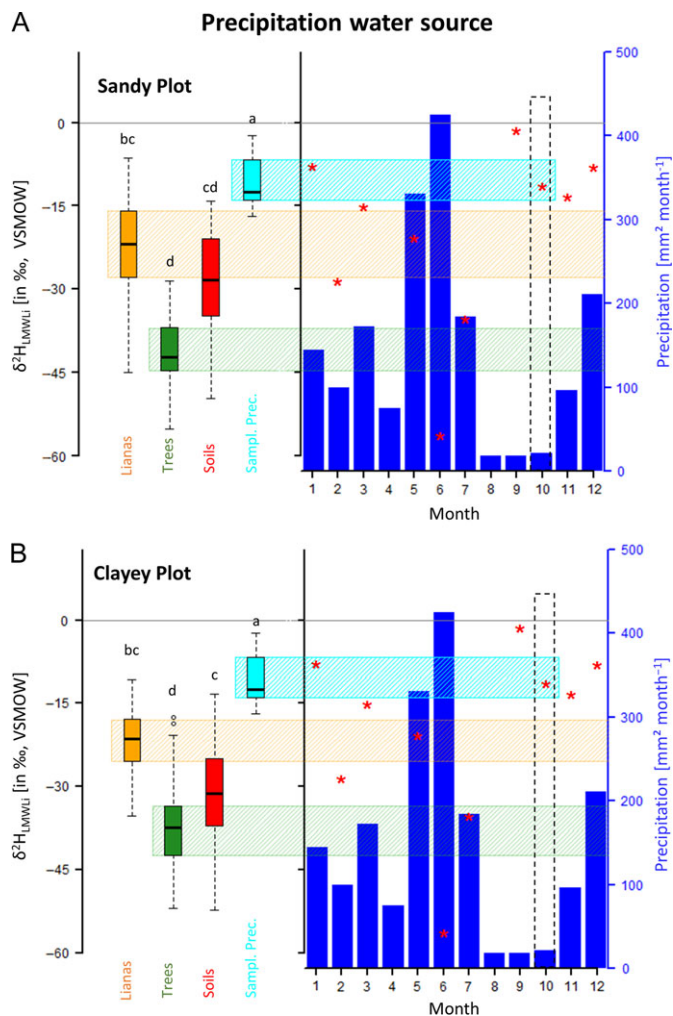 A
Precipitation water source
Sandy Plot
bc
d
cd
a
0
−15
−30
−45
−60
δ²H_LMWLi [in ‰, VSMOW]
Lianas
Trees
Soils
Sampl. Prec.
500
400
300
200
100
0
Precipitation [mm² month⁻¹]
1 2 3 4 5 6 7 8 9 10 11 12
Month
B
Clayey Plot
bc
d
c
a
0
−15
−30
−45
−60
δ²H_LMWLi [in ‰, VSMOW]
Lianas
Trees
Soils
Sampl. Prec.
500
400
300
200
100
0
Precipitation [mm² month⁻¹]
1 2 3 4 5 6 7 8 9 10 11 12
Month